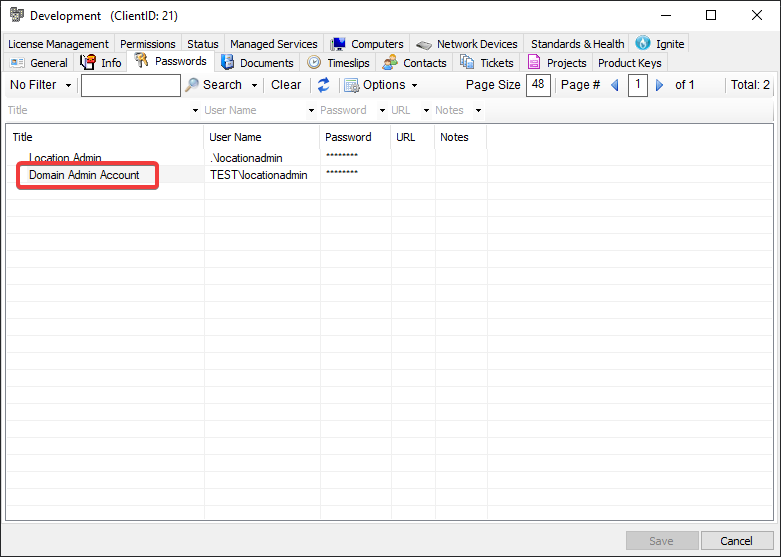 Development (ClientID: 21)
License Management Permissions Status Managed Services Computers Network Devices Standards & Health Ignite
General Info Passwords Documents Timeslips Contacts Tickets Projects Product Keys
No Filter Search Clear Options Page Size 48 Page # 1 of 1 Total: 2
Title User Name Password URL Notes
Title User Name Password URL Notes
Location Admin .\locationadmin ********
Domain Admin Account TEST\locationadmin ********
Save Cancel